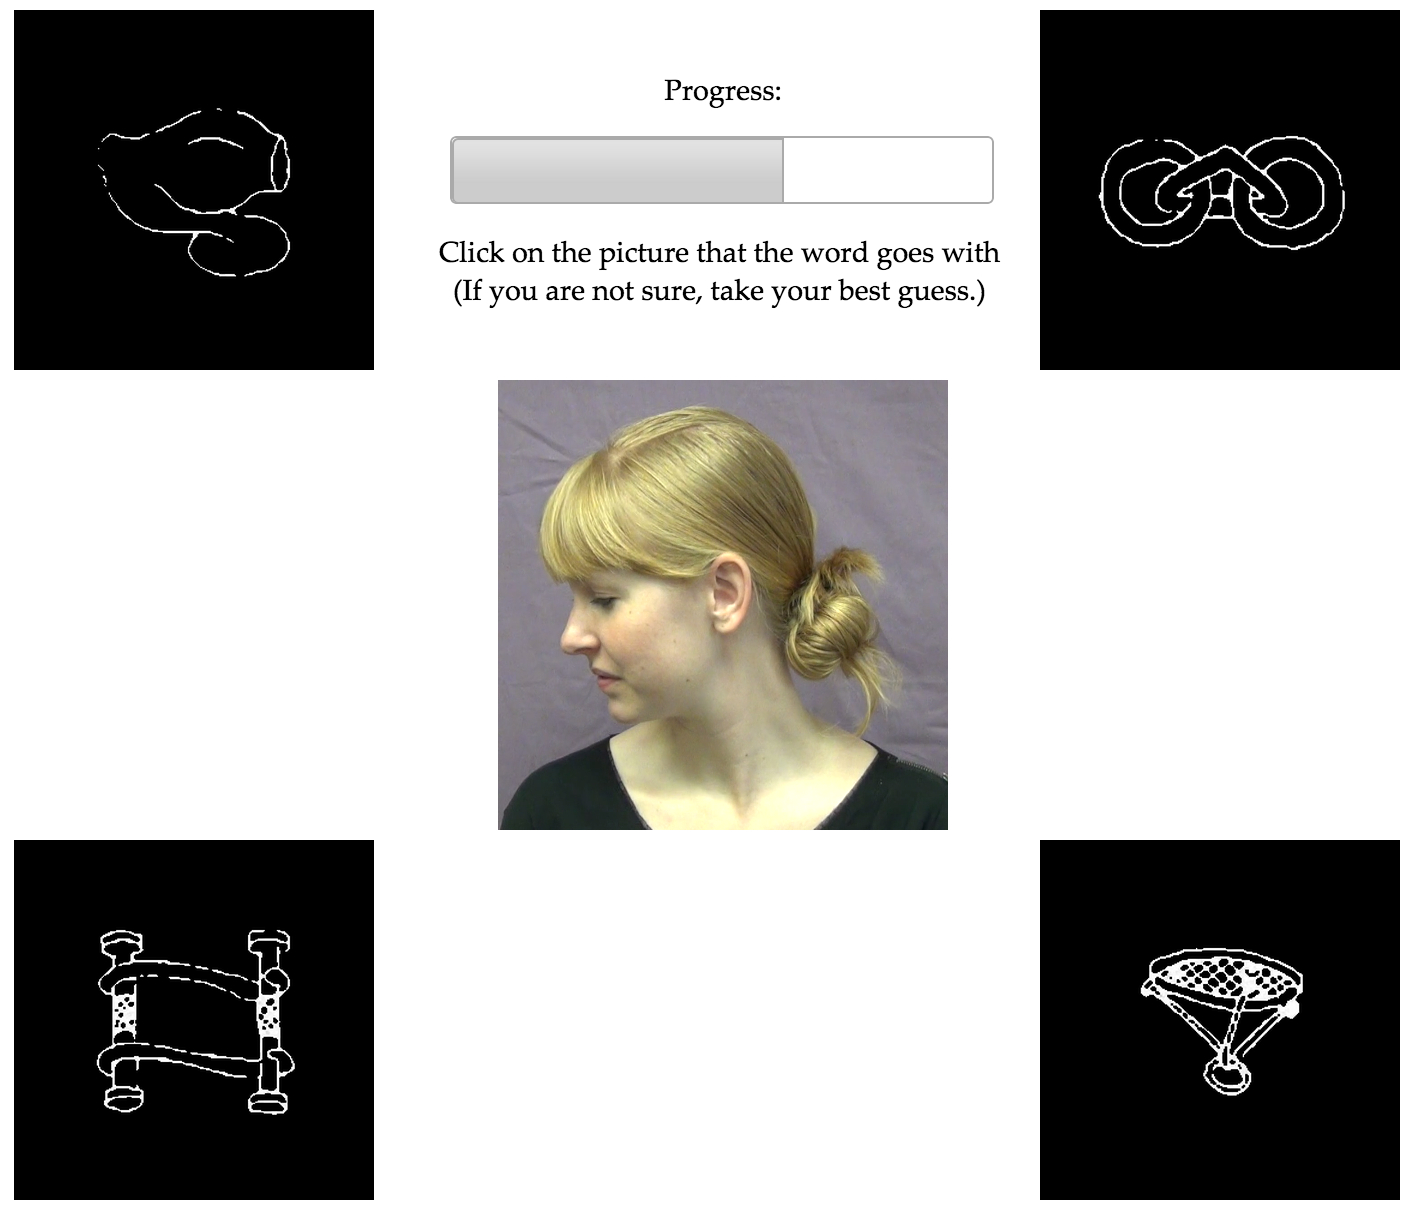 Progress:
Click on the picture that the word goes with
(If you are not sure, take your best guess.)